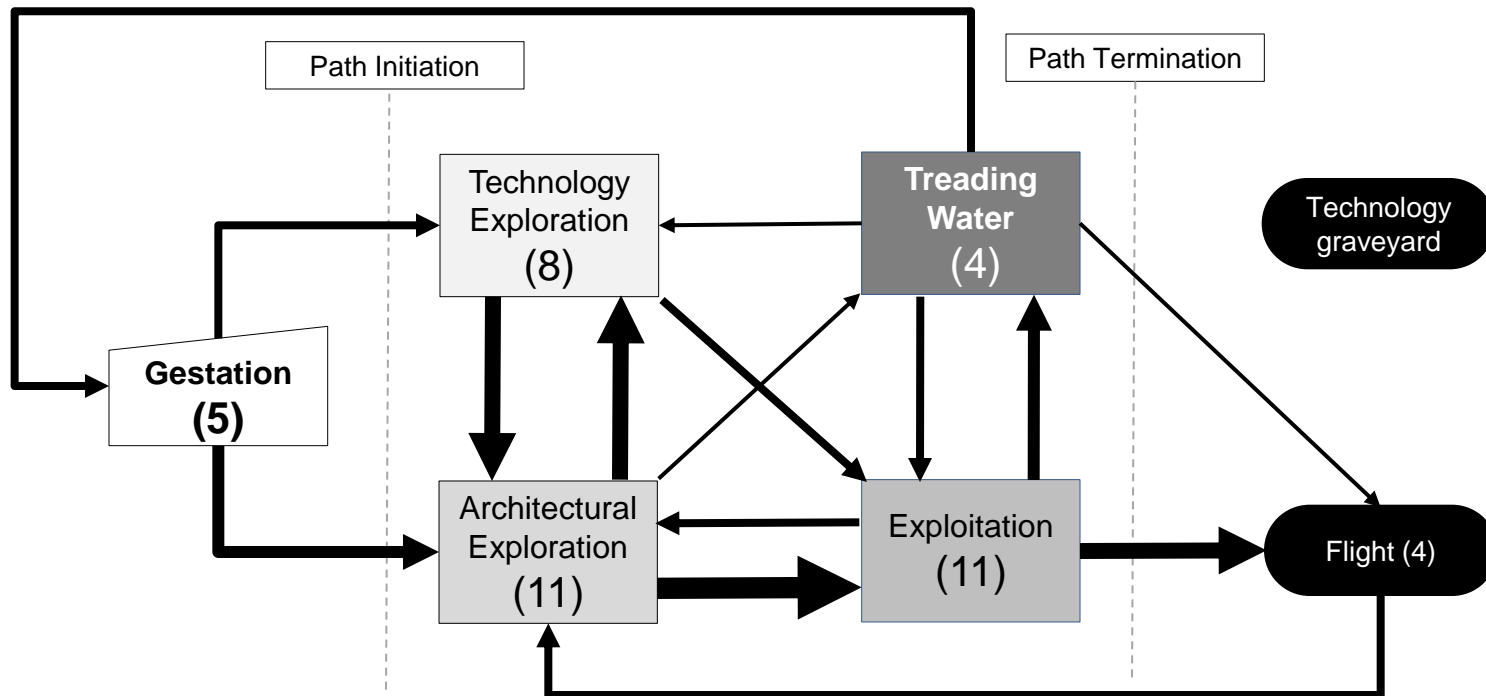 Path Initiation
Path Termination
Technology
Exploration
(8)
Treading
Water
(4)
Technology
graveyard
Gestation
(5)
Architectural
Exploration
(11)
Exploitation
(11)
Flight (4)